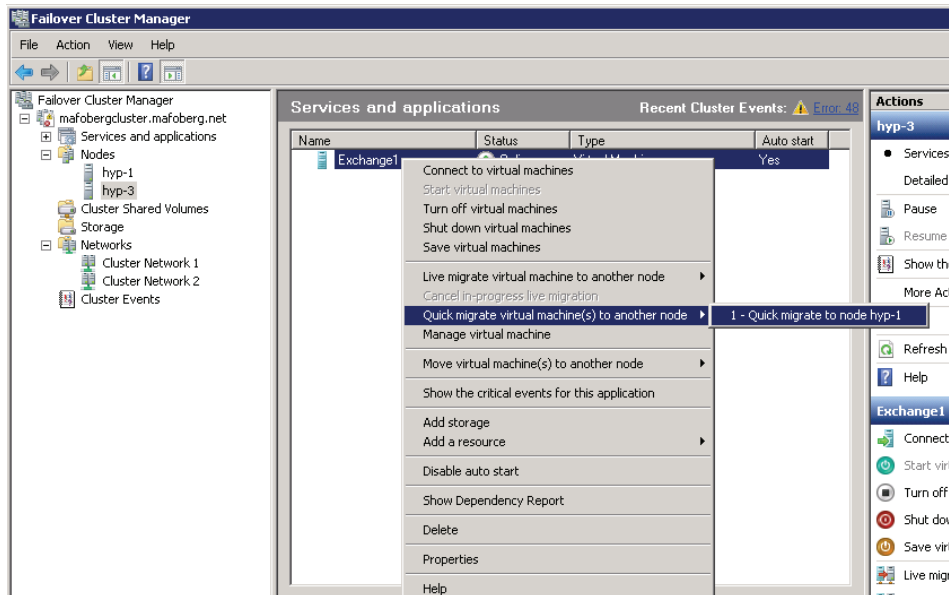 Failover Cluster Manager
File Action View Help
Failover Cluster Manager
mafobergcluster.mafoberg.net
Services and applications
Nodes
hyp-1
hyp-3
Cluster Shared Volumes
Storage
Networks
Cluster Network 1
Cluster Network 2
Cluster Events
Services and applications Recent Cluster Events: Error: 48
Name Status Type Auto start
Exchange1 Yes
Connect to virtual machines
Start virtual machines
Turn off virtual machines
Shut down virtual machines
Save virtual machines
Live migrate virtual machine to another node
Cancel in-progress live migration
Quick migrate virtual machine(s) to another node
1 - Quick migrate to node hyp-1
Manage virtual machine
Move virtual machine(s) to another node
Show the critical events for this application
Add storage
Add a resource
Disable auto start
Show Dependency Report
Delete
Properties
Help
Actions
hyp-3
Services
Detailed
Pause
Resume
Show th
More Ac
Refresh
Help
Exchange1
Connect
Start vir
Turn off
Shut dov
Save vir
Live migr